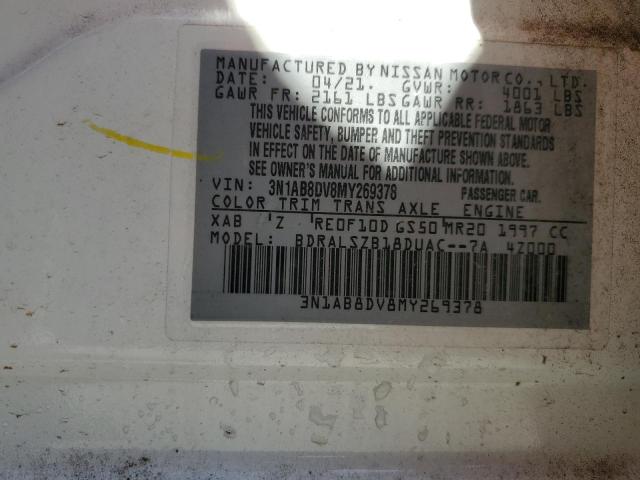 MANUFACTURED BY NISSAN MOTOR CO., LTD.
DATE: 04/21. GVWR: 4001 LBS
GAWR FR: 2161 LBS GAWR RR: 1863 LBS
THIS VEHICLE CONFORMS TO ALL APPLICABLE FEDERAL MOTOR
VEHICLE SAFETY, BUMPER, AND THEFT PREVENTION STANDARDS
IN EFFECT ON THE DATE OF MANUFACTURE SHOWN ABOVE.
SEE OWNER'S MANUAL FOR ADDITIONAL INFORMATION.
VIN: 3N1AB8DV8MY269378 PASSENGER CAR.
COLOR TRIM TRANS AXLE ENGINE
XAB Z RE0F10D GS50 MR20 1997 CC
MODEL: BDRALSZB18DUAC--7A 4Z000
3N1AB8DV8MY269378